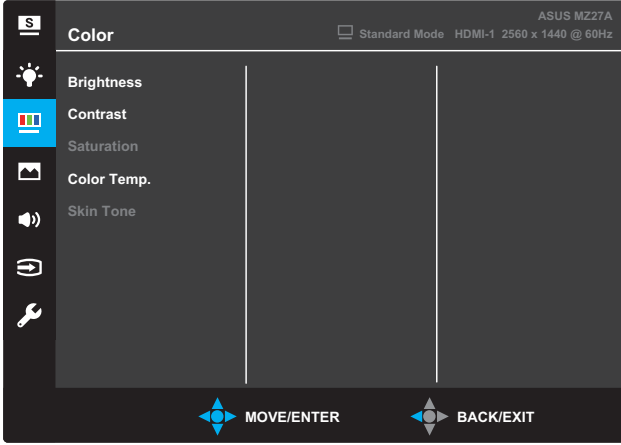 S
ASUS MZ27A
Color
Standard Mode HDMI-1 2560 x 1440 @ 60Hz
Brightness
Contrast
Saturation
Color Temp.
Skin Tone
MOVE/ENTER
BACK/EXIT